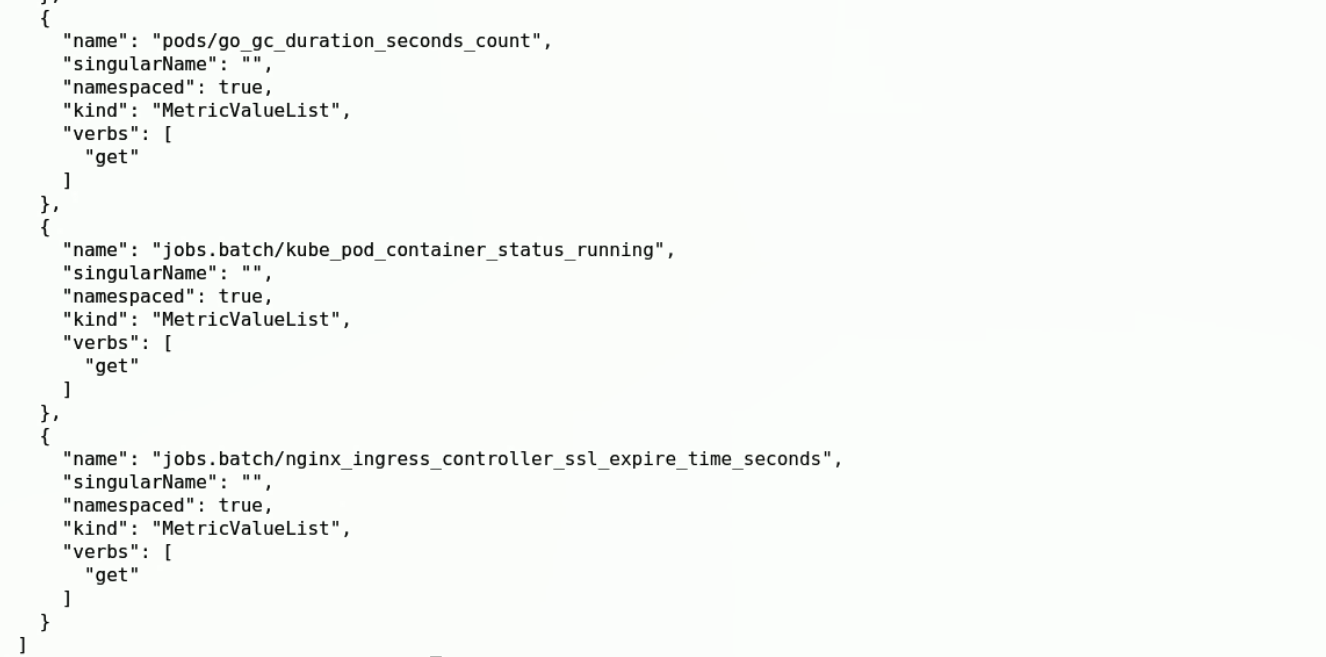 {
"name": "pods/go_gc_duration_seconds_count",
"singularName": "",
"namespaced": true,
"kind": "MetricValueList",
"verbs": [
"get"
]
},
{
"name": "jobs.batch/kube_pod_container_status_running",
"singularName": "",
"namespaced": true,
"kind": "MetricValueList",
"verbs": [
"get"
]
},
{
"name": "jobs.batch/nginx_ingress_controller_ssl_expire_time_seconds",
"singularName": "",
"namespaced": true,
"kind": "MetricValueList",
"verbs": [
"get"
]
}
]